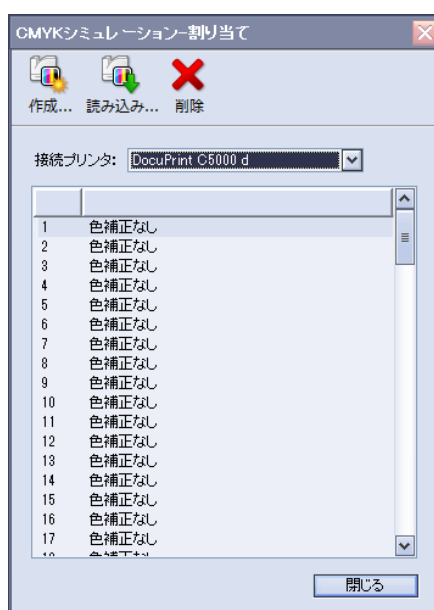 CMYKシミュレーション-割り当て
作成... 読み込み... 削除
接続プリンタ: DocuPrint C5000 d
1 色補正なし
2 色補正なし
3 色補正なし
4 色補正なし
5 色補正なし
6 色補正なし
7 色補正なし
8 色補正なし
9 色補正なし
10 色補正なし
11 色補正なし
12 色補正なし
13 色補正なし
14 色補正なし
15 色補正なし
16 色補正なし
17 色補正なし
閉じる